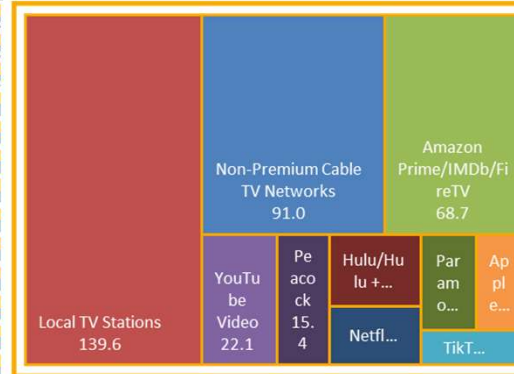 Local TV Stations
139.6
Non-Premium Cable
TV Networks
91.0
Amazon
Prime/IMDb/Fi
reTV
68.7
YouTu
be
Video
22.1
Pe
aco
ck
15.
4
Hulu/Hu
lu +...
Netfl...
Par
am
o...
Ap
pl
e...
TikT...